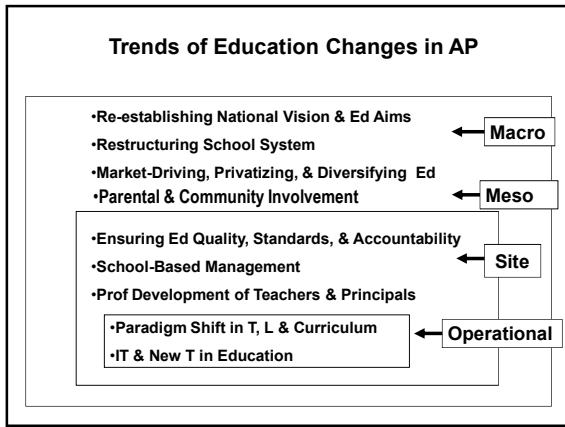 Trends of Education Changes in AP
•Re-establishing National Vision & Ed Aims
Macro
•Restructuring School System
•Market-Driving, Privatizing, & Diversifying Ed
•Parental & Community Involvement
Meso
•Ensuring Ed Quality, Standards, & Accountability
•School-Based Management
Site
•Prof Development of Teachers & Principals
•Paradigm Shift in T, L & Curriculum
Operational
•IT & New T in Education